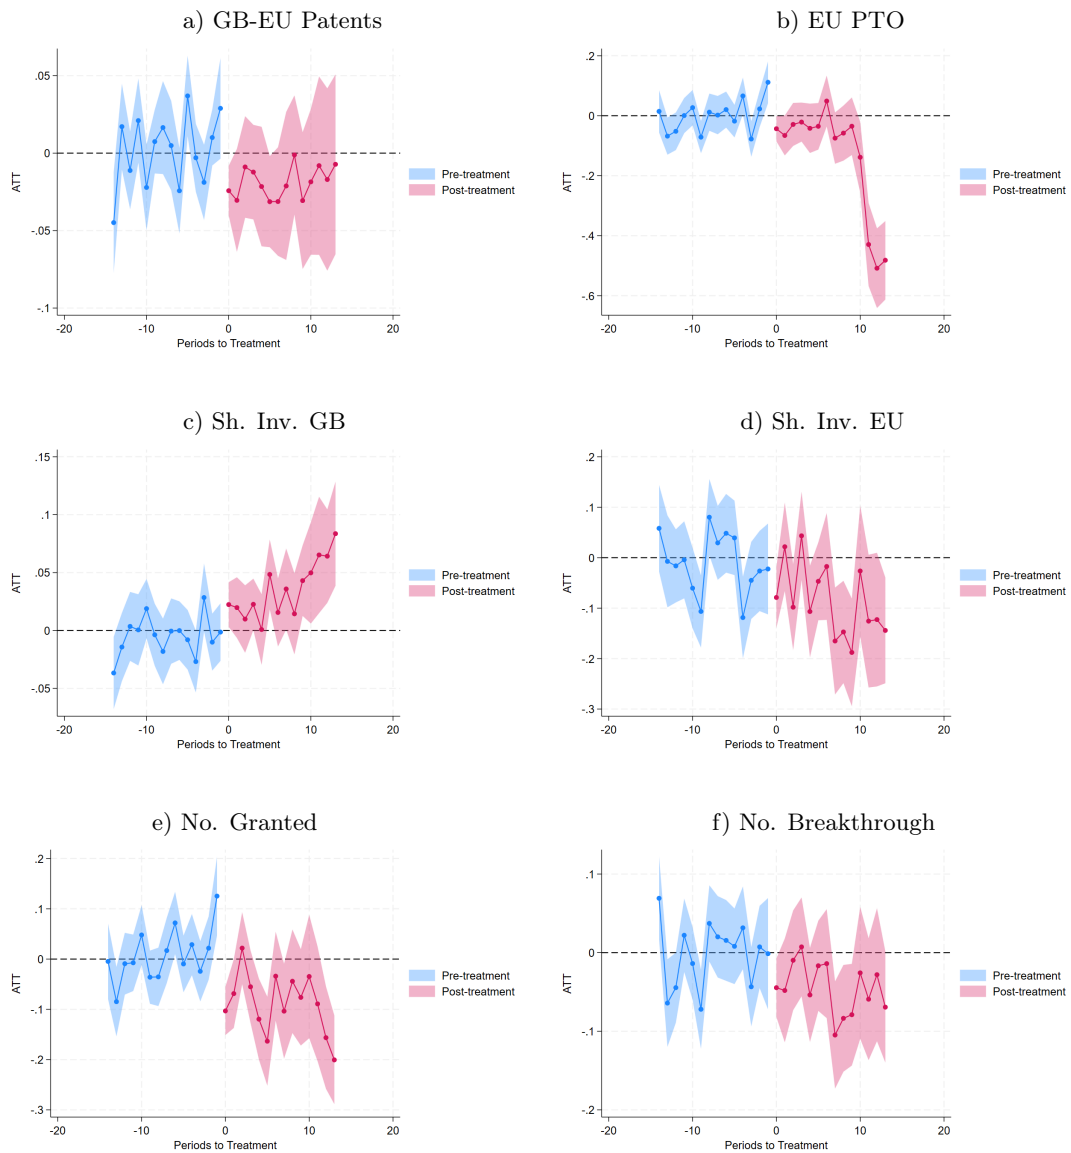 a) GB-EU Patents
.05
0
-.05
-.1
ATT
-20
-10
0
10
20
Periods to Treatment
Pre-treatment
Post-treatment
b) EU PTO
.2
0
-.2
-.4
-.6
ATT
-20
-10
0
10
20
Periods to Treatment
Pre-treatment
Post-treatment
c) Sh. Inv. GB
.15
.1
.05
0
-.05
ATT
-20
-10
0
10
20
Periods to Treatment
Pre-treatment
Post-treatment
d) Sh. Inv. EU
.2
.1
0
-.1
-.2
-.3
ATT
-20
-10
0
10
20
Periods to Treatment
Pre-treatment
Post-treatment
e) No. Granted
.2
.1
0
-.1
-.2
-.3
ATT
-20
-10
0
10
20
Periods to Treatment
Pre-treatment
Post-treatment
f) No. Breakthrough
.1
0
-.1
-.2
ATT
-20
-10
0
10
20
Periods to Treatment
Pre-treatment
Post-treatment